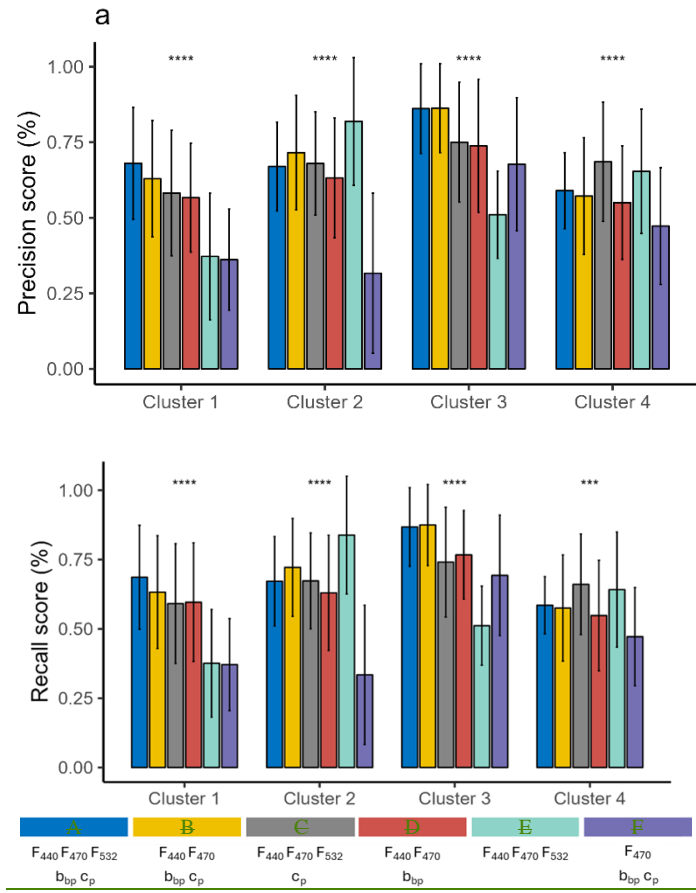 a
Precision score (%)
1.00
0.75
0.50
0.25
0.00
**** **** **** ****
Cluster 1 Cluster 2 Cluster 3 Cluster 4
Recall score (%)
1.00
0.75
0.50
0.25
0.00
**** **** **** ***
Cluster 1 Cluster 2 Cluster 3 Cluster 4
A B C D E F
F440 F470 F532 F440 F470 F440 F470 F532 F440 F470 F440 F470 F532 F470
bbp cp bbp cp cp bbp bbp cp